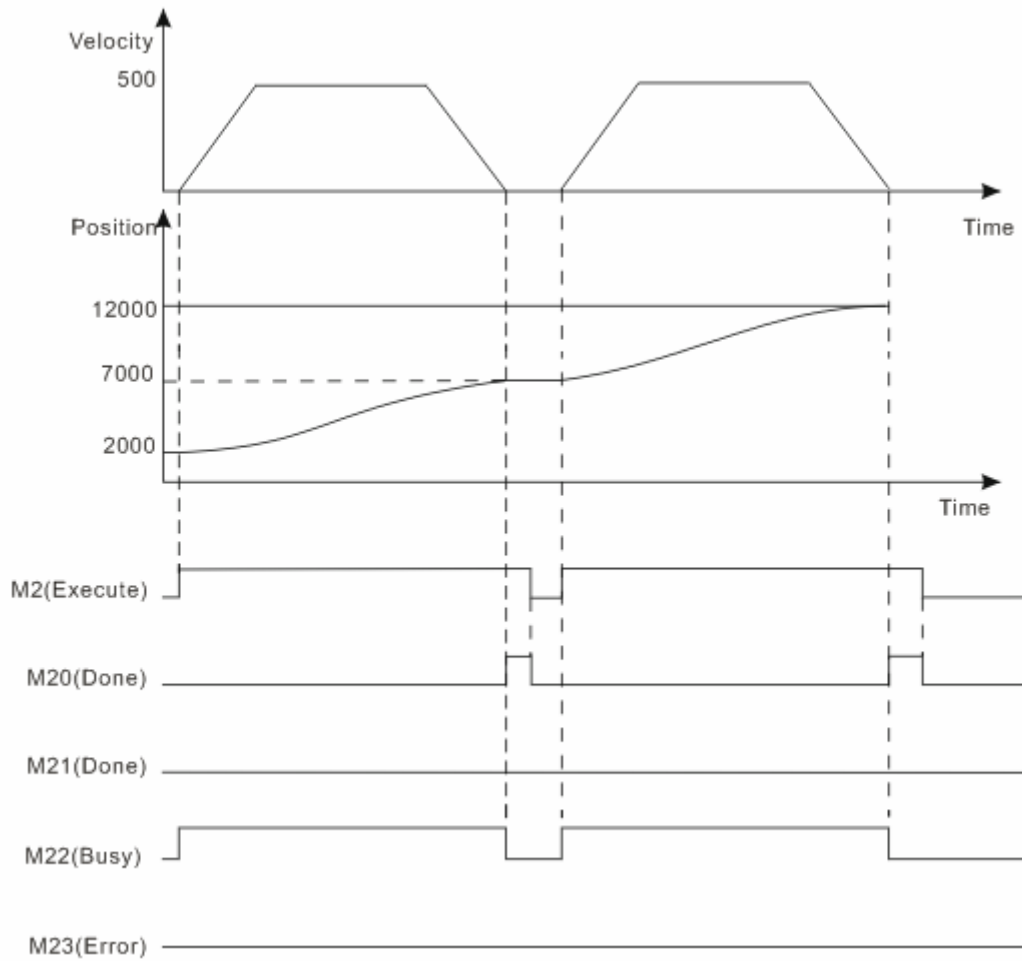 Velocity
500
Time
Position
12000
7000
2000
Time
M2(Execute)
M20(Done)
M21(Done)
M22(Busy)
M23(Error)